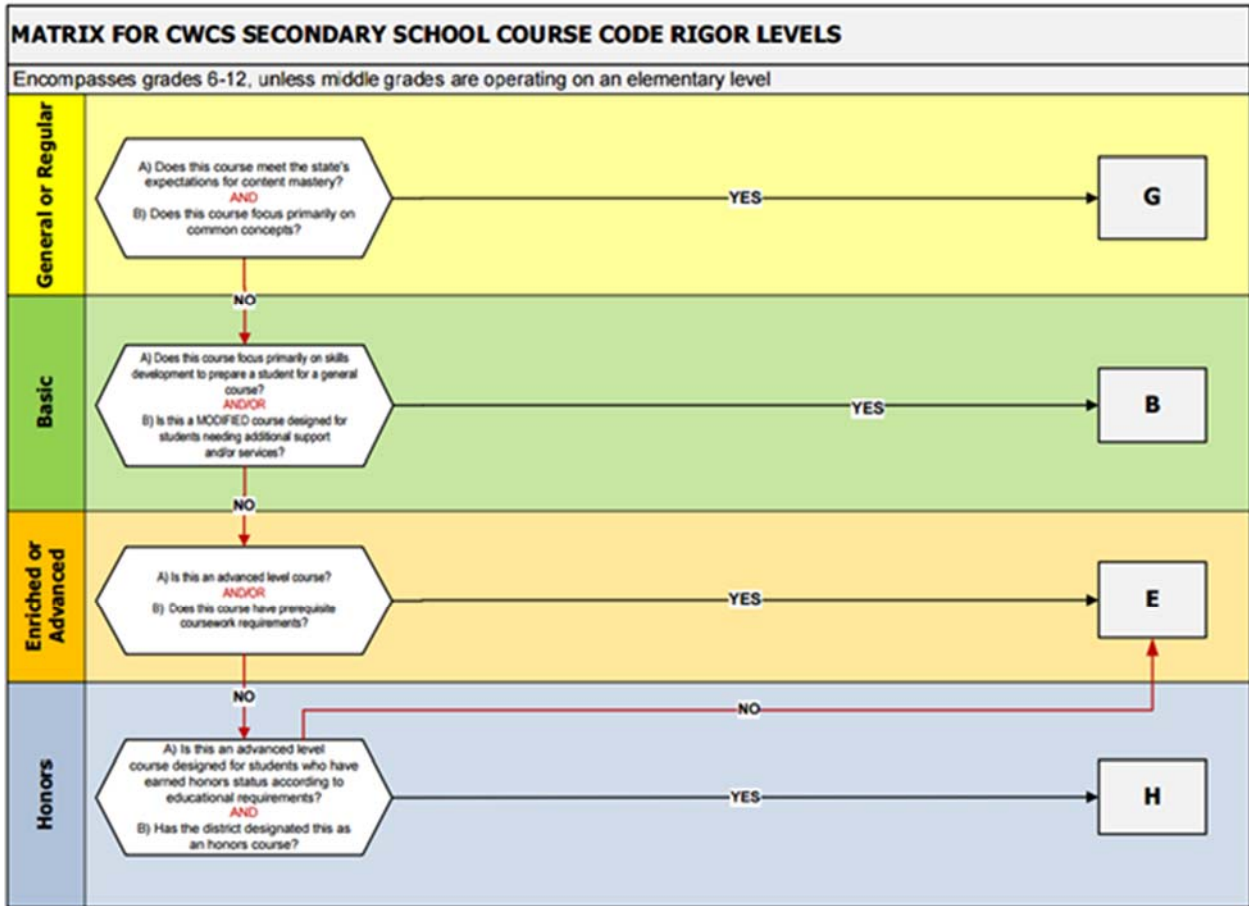 MATRIX FOR CWCS SECONDARY SCHOOL COURSE CODE RIGOR LEVELS
Encompasses grades 6-12, unless middle grades are operating on an elementary level
General or Regular
A) Does this course meet the state's
expectations for content mastery?
AND
B) Does this course focus primarily on
common concepts?
YES
G
NO
Basic
A) Does this course focus primarily on skills
development to prepare a student for a general
course?
AND/OR
B) Is this a MODIFIED course designed for
students needing additional support
and/or services?
YES
B
NO
Enriched or
Advanced
A) Is this an advanced level course?
AND/OR
B) Does this course have prerequisite
coursework requirements?
YES
E
NO
NO
Honors
A) Is this an advanced level
course designed for students who have
earned honors status according to
educational requirements?
AND
B) Has the district designated this as
an honors course?
YES
H